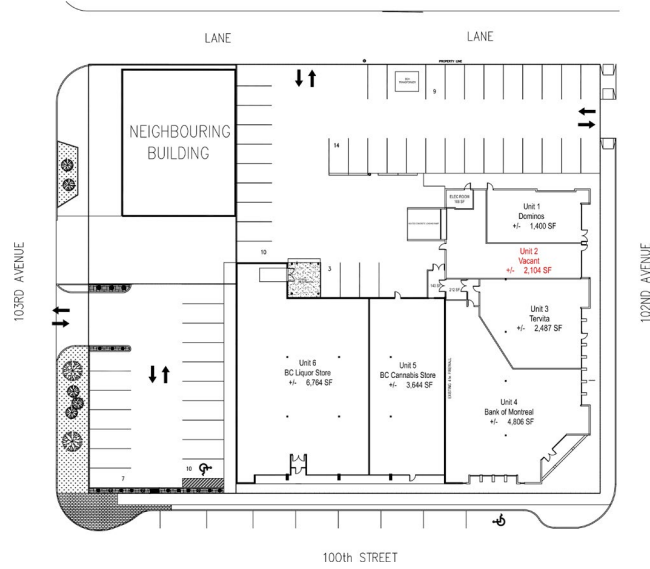 LANE
LANE
PROPERTY LINE
9
NEIGHBOURING
BUILDING
14
ELEC ROOM
Unit 1
Dominos
+/- 1,400 SF
Unit 2
Vacant
+/- 2,104 SF
10
3
103RD AVENUE
102ND AVENUE
Unit 3
Tervita
+/- 2,487 SF
Unit 6
BC Liquor Store
+/- 6,764 SF
Unit 5
BC Cannabis Store
+/- 3,644 SF
Unit 4
Bank of Montreal
+/- 4,806 SF
7
10
100th STREET